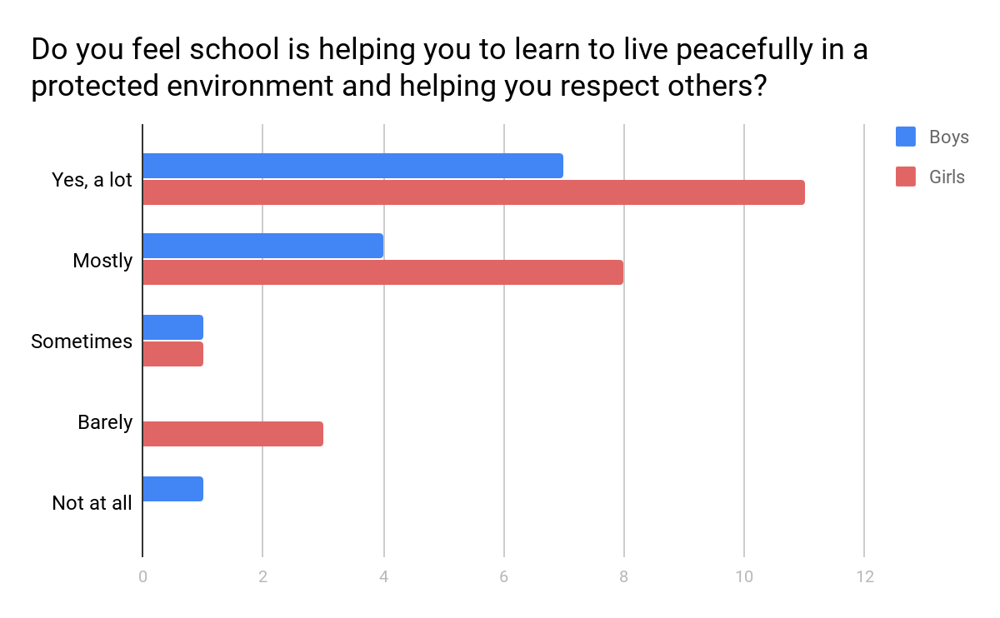 Do you feel school is helping you to learn to live peacefully in a
protected environment and helping you respect others?
Boys
Girls
Yes, a lot
Mostly
Sometimes
Barely
Not at all
0 2 4 6 8 10 12